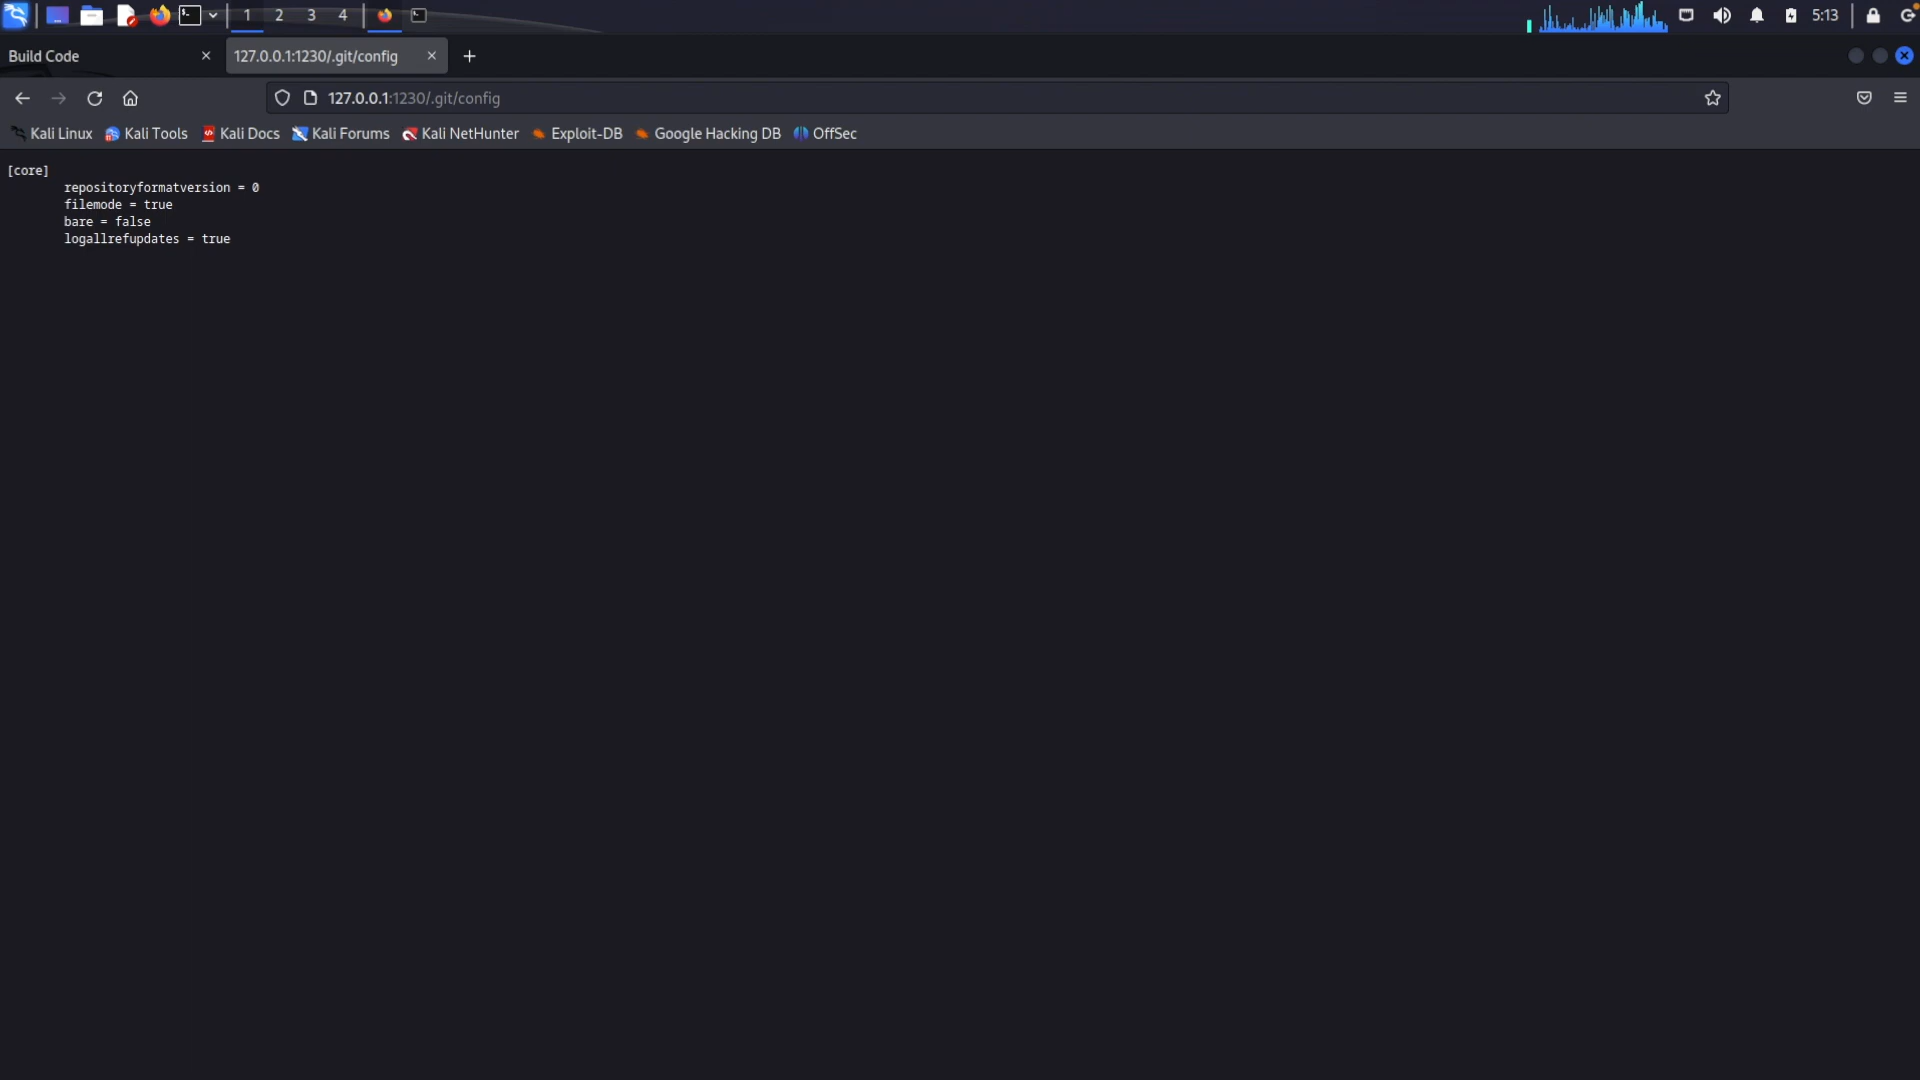 1 2 3 4 5:13
Build Code 127.0.0.1:1230/.git/config
127.0.0.1:1230/.git/config
Kali Linux Kali Tools Kali Docs Kali Forums Kali NetHunter Exploit-DB Google Hacking DB OffSec
[core]
repositoryformatversion = 0
filemode = true
bare = false
logallrefupdates = true